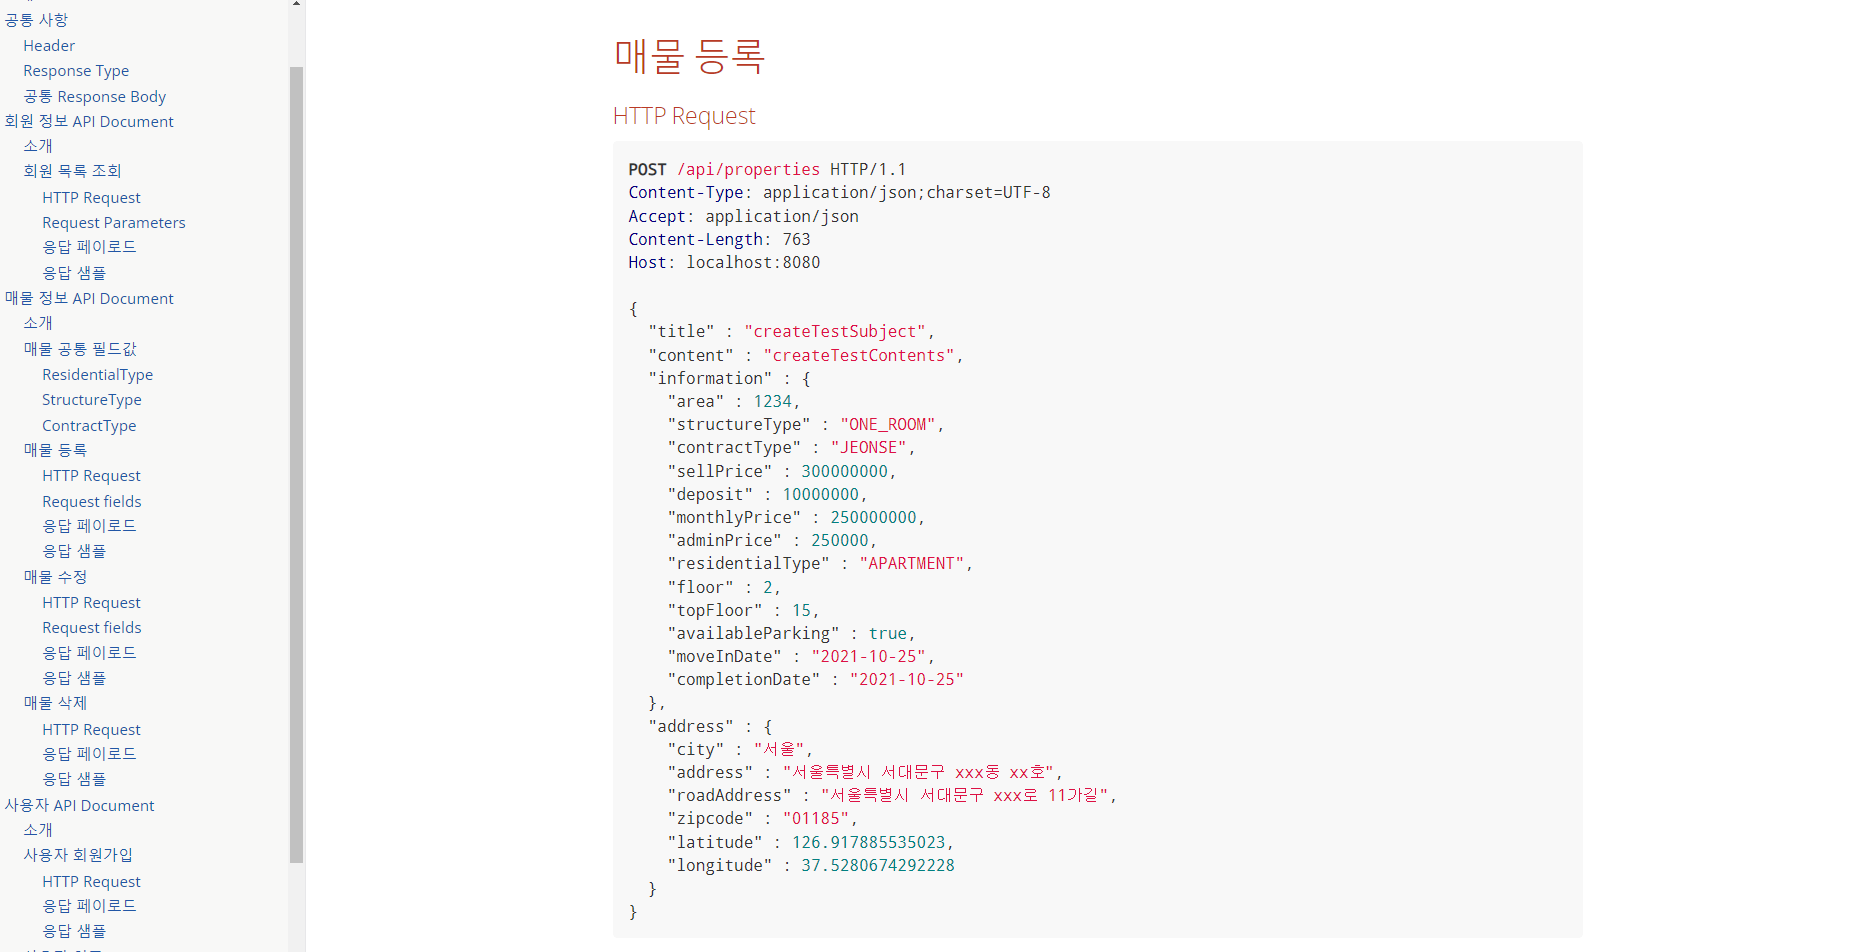 공통 사항
Header
Response Type
공통 Response Body
회원 정보 API Document
소개
회원 목록 조회
HTTP Request
Request Parameters
응답 페이로드
응답 샘플
매물 정보 API Document
소개
매물 공통 필드값
ResidentialType
StructureType
ContractType
매물 등록
HTTP Request
Request fields
응답 페이로드
응답 샘플
매물 수정
HTTP Request
Request fields
응답 페이로드
응답 샘플
매물 삭제
HTTP Request
응답 페이로드
응답 샘플
사용자 API Document
소개
사용자 회원가입
HTTP Request
응답 페이로드
응답 샘플
매물 등록
HTTP Request
POST /api/properties HTTP/1.1
Content-Type: application/json;charset=UTF-8
Accept: application/json
Content-Length: 763
Host: localhost:8080
{
"title" : "createTestSubject",
"content" : "createTestContents",
"information" : {
"area" : 1234,
"structureType" : "ONE_ROOM",
"contractType" : "JEONSE",
"sellPrice" : 300000000,
"deposit" : 10000000,
"monthlyPrice" : 250000000,
"adminPrice" : 250000,
"residentialType" : "APARTMENT",
"floor" : 2,
"topFloor" : 15,
"availableParking" : true,
"moveInDate" : "2021-10-25",
"completionDate" : "2021-10-25"
},
"address" : {
"city" : "서울",
"address" : "서울특별시 서대문구 xxx동 xx호",
"roadAddress" : "서울특별시 서대문구 xxx로 11가길",
"zipcode" : "01185",
"latitude" : 126.917885535023,
"longitude" : 37.5280674292228
}
}